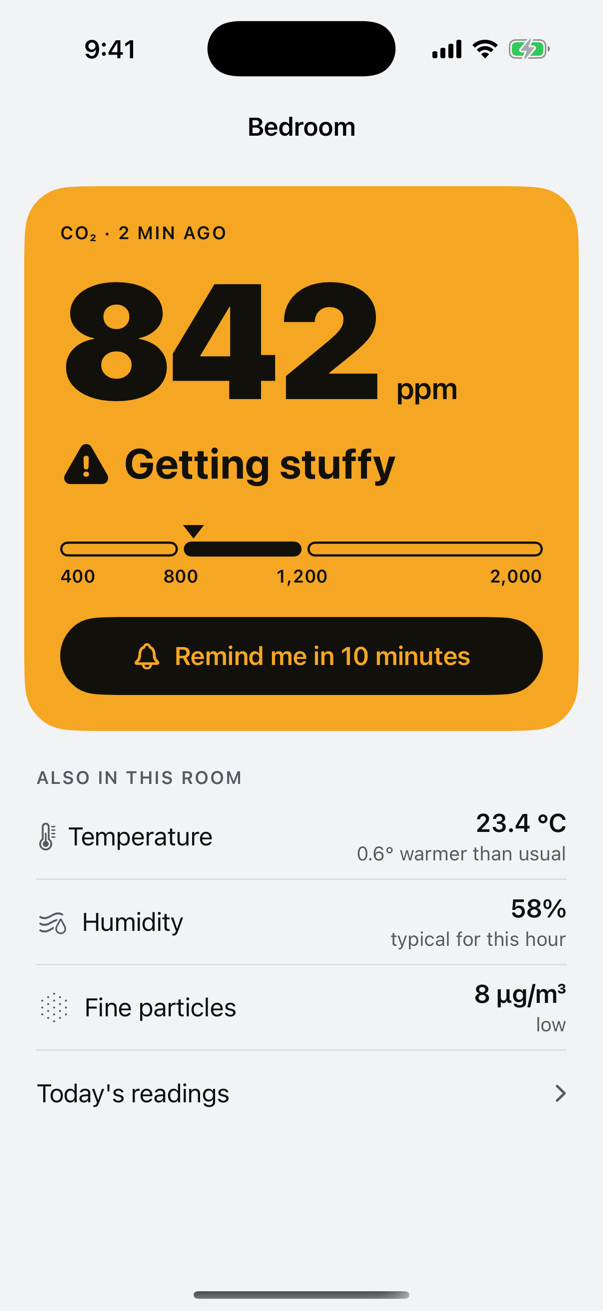 9:41
Bedroom
CO₂ · 2 MIN AGO
842 ppm
Getting stuffy
400 800 1,200 2,000
Remind me in 10 minutes
ALSO IN THIS ROOM
Temperature 23.4 °C
0.6° warmer than usual
Humidity 58%
typical for this hour
Fine particles 8 µg/m³
low
Today's readings